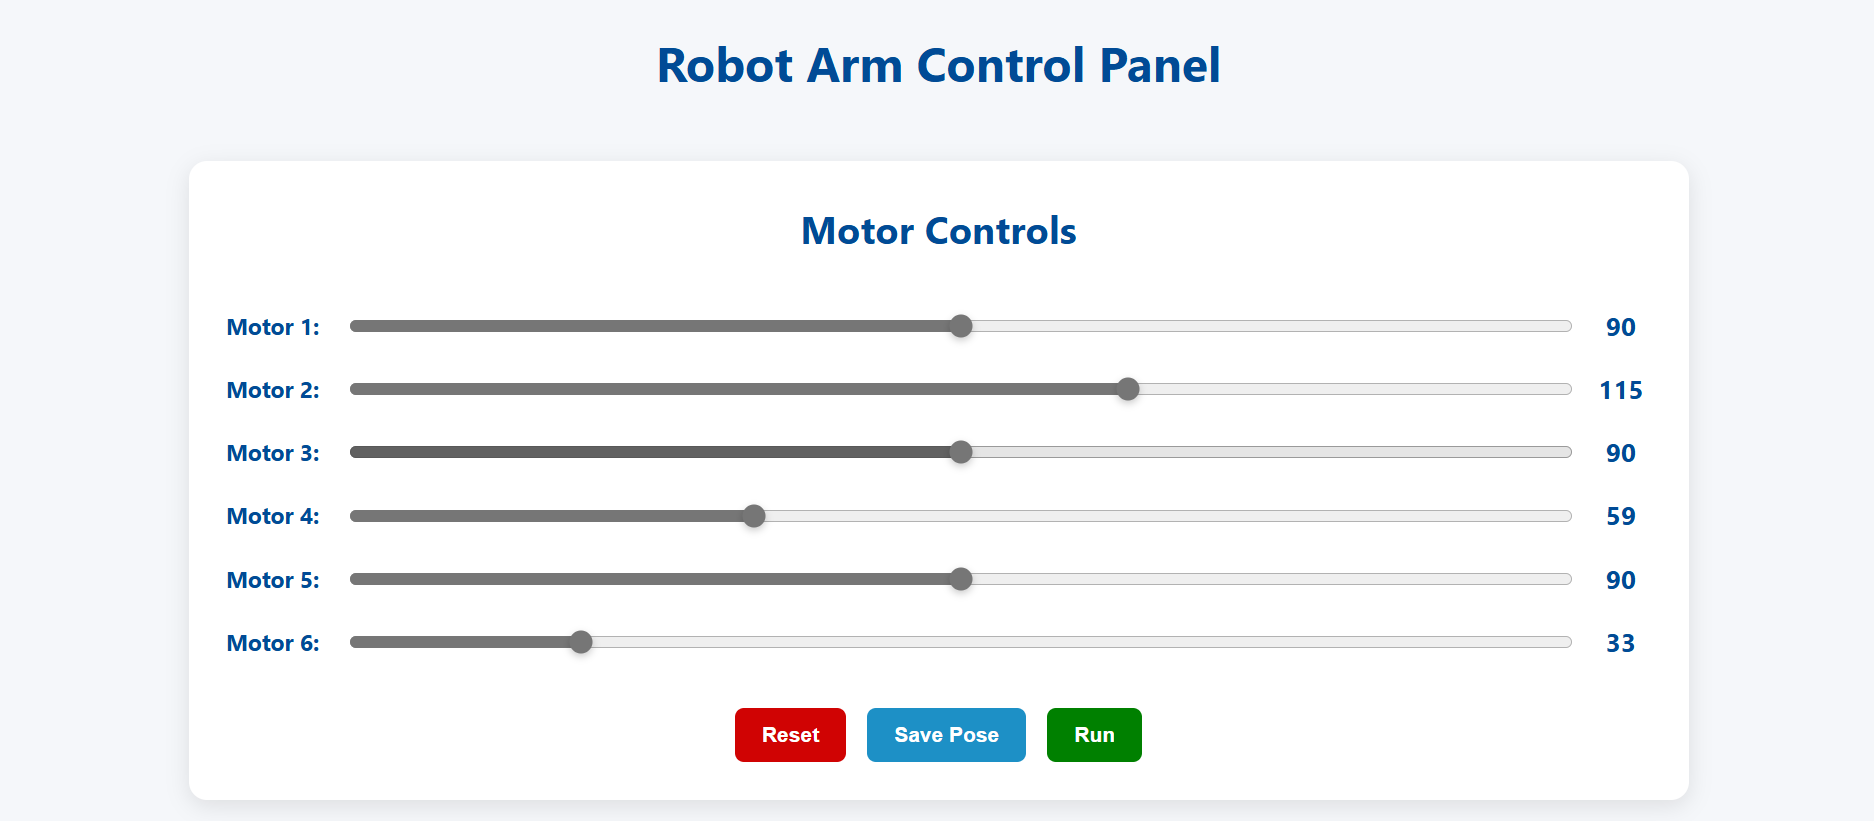 Robot Arm Control Panel
Motor Controls
Motor 1: 90
Motor 2: 115
Motor 3: 90
Motor 4: 59
Motor 5: 90
Motor 6: 33
Reset Save Pose Run